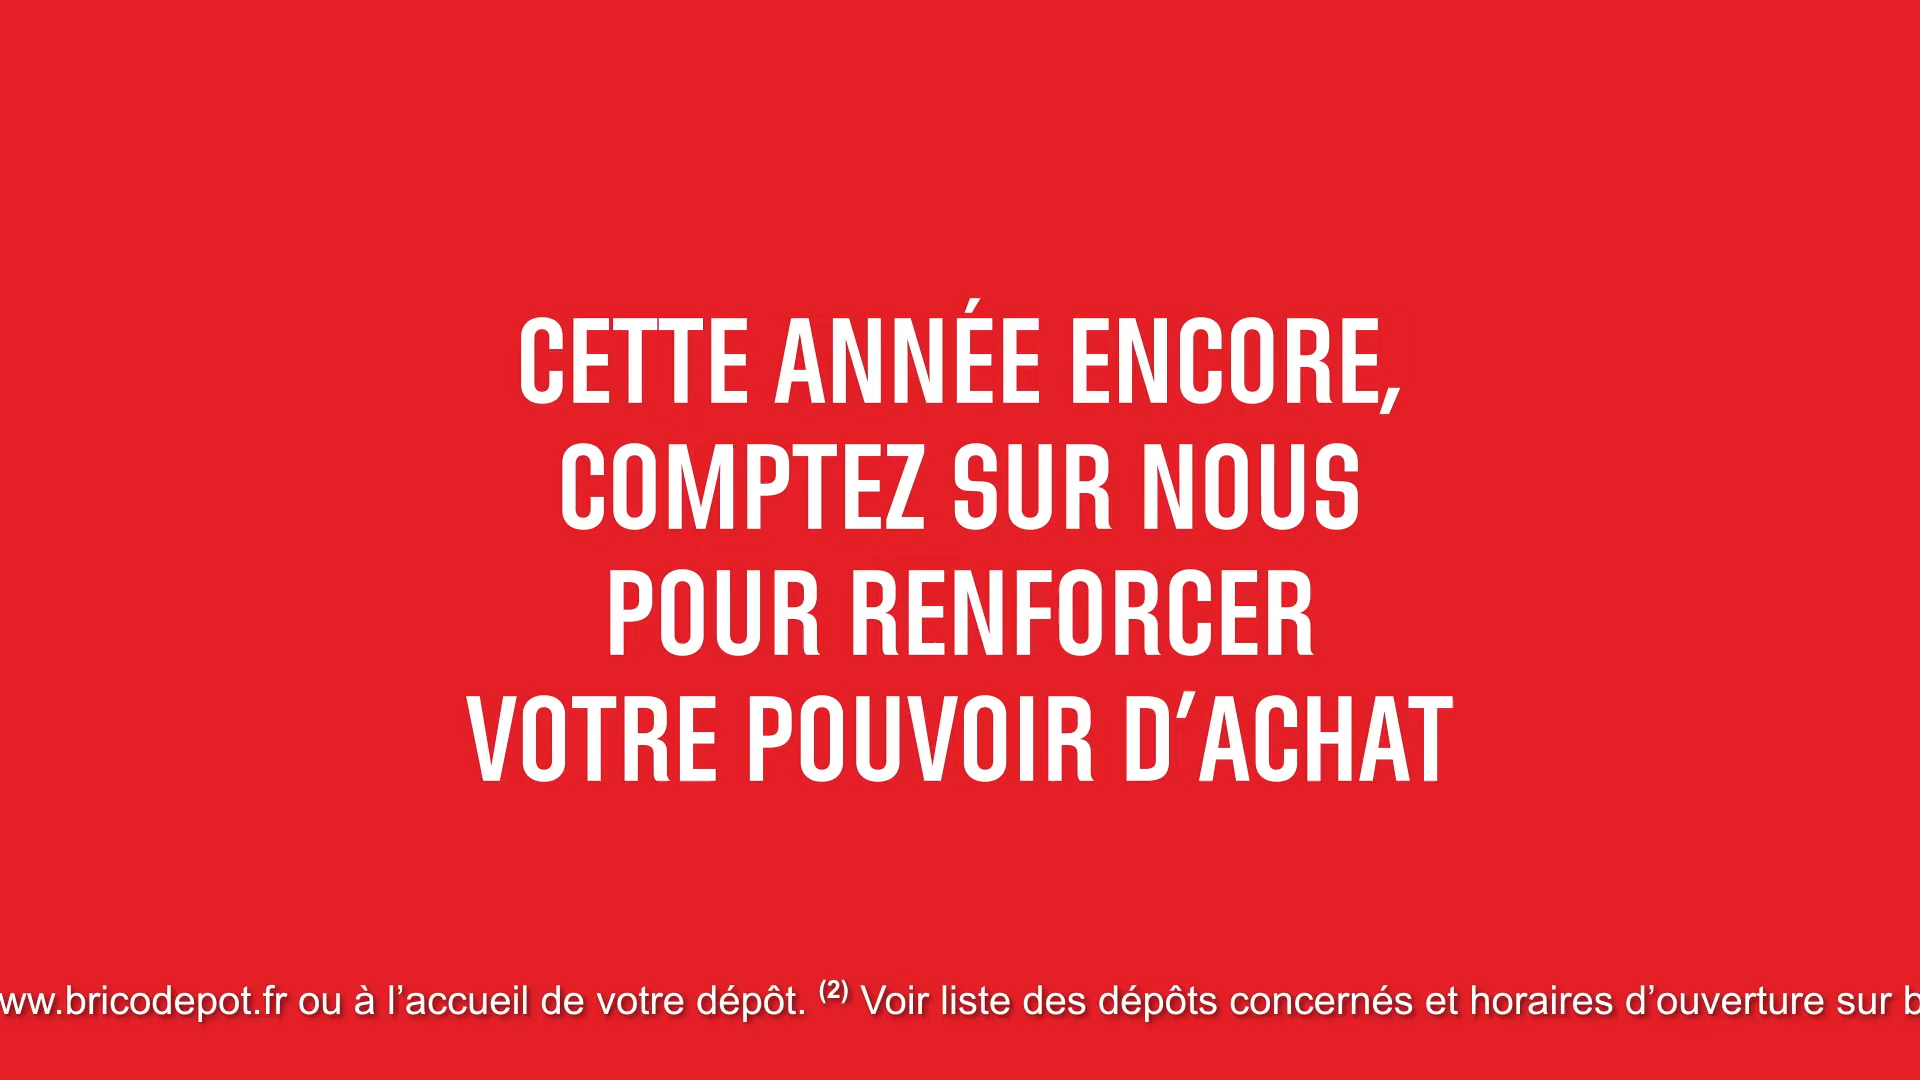 CETTE ANNÉE ENCORE,
COMPTEZ SUR NOUS
POUR RENFORCER
VOTRE POUVOIR D’ACHAT
ww.bricodepot.fr ou à l’accueil de votre dépôt. (2) Voir liste des dépôts concernés et horaires d’ouverture sur b